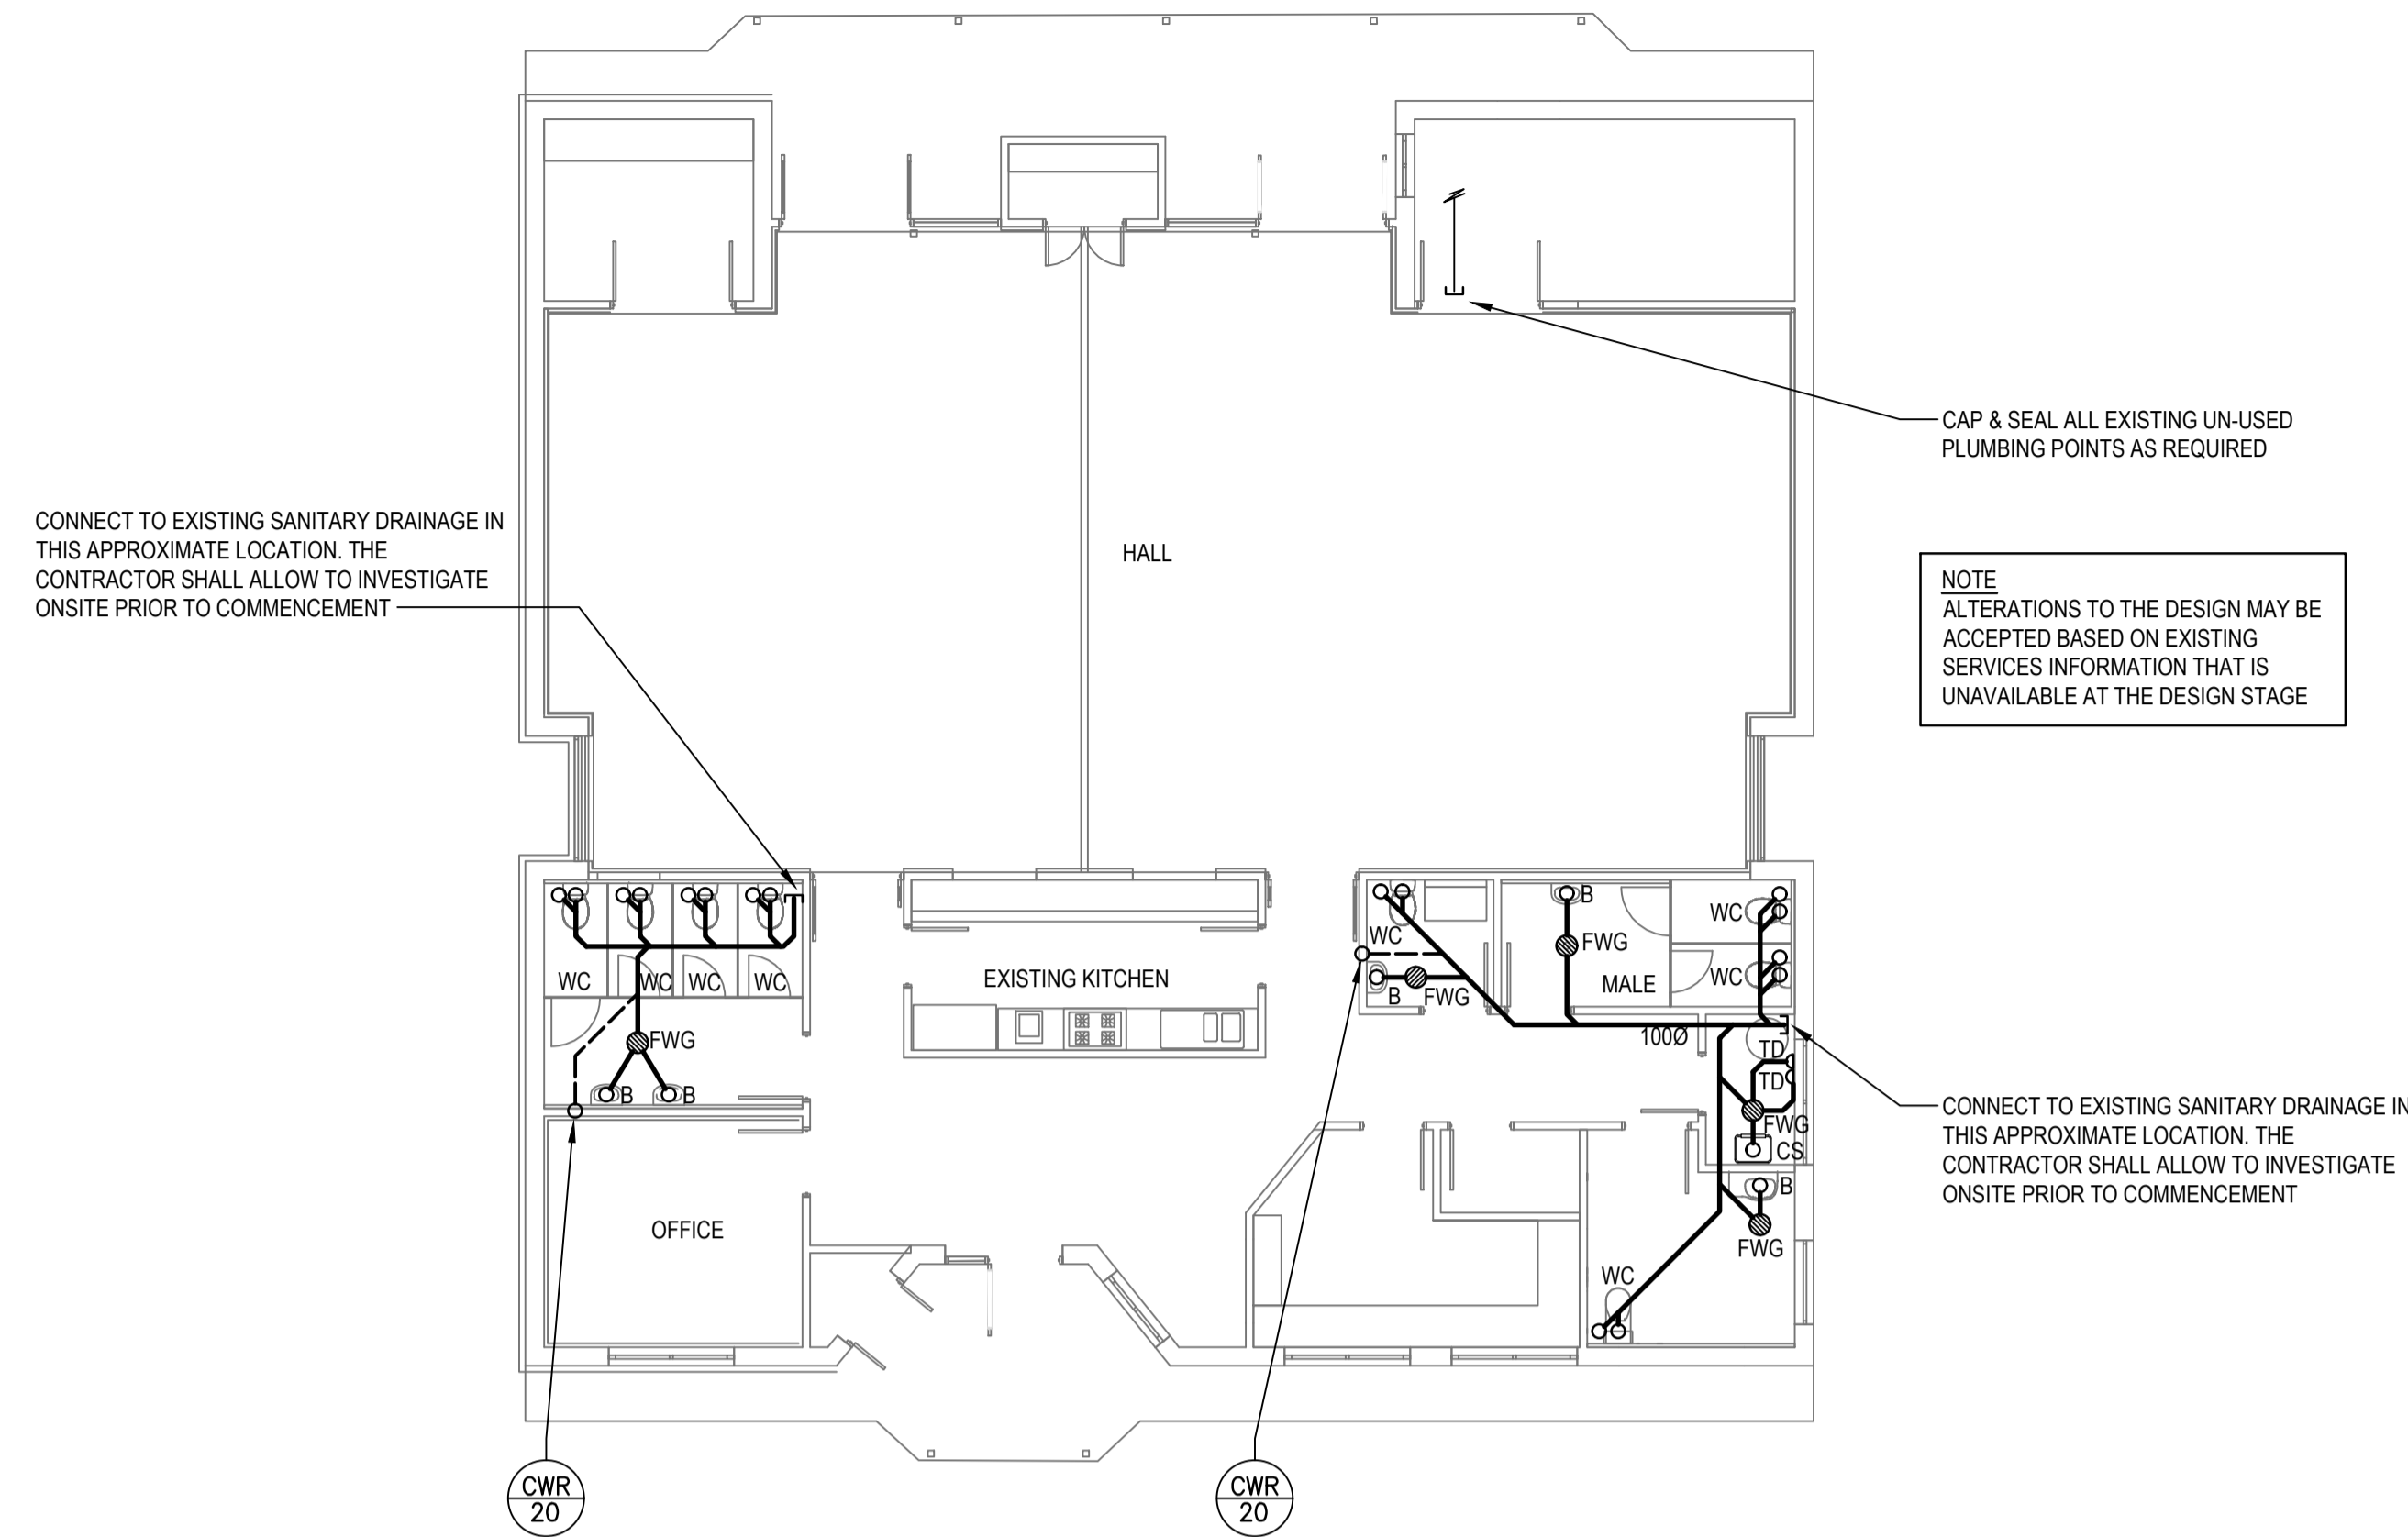 CAP & SEAL ALL EXISTING UN-USED
PLUMBING POINTS AS REQUIRED
CONNECT TO EXISTING SANITARY DRAINAGE IN
THIS APPROXIMATE LOCATION. THE
CONTRACTOR SHALL ALLOW TO INVESTIGATE
ONSITE PRIOR TO COMMENCEMENT
HALL
NOTE
ALTERATIONS TO THE DESIGN MAY BE
ACCEPTED BASED ON EXISTING
SERVICES INFORMATION THAT IS
UNAVAILABLE AT THE DESIGN STAGE
WC
WC
WC
WC
FWG
B
B
OFFICE
EXISTING KITCHEN
WC
B
FWG
B
FWG
MALE
WC
WC
100Ø
TD
TD
FWG
CS
B
FWG
WC
CONNECT TO EXISTING SANITARY DRAINAGE IN
THIS APPROXIMATE LOCATION. THE
CONTRACTOR SHALL ALLOW TO INVESTIGATE
ONSITE PRIOR TO COMMENCEMENT
CWR
20
CWR
20